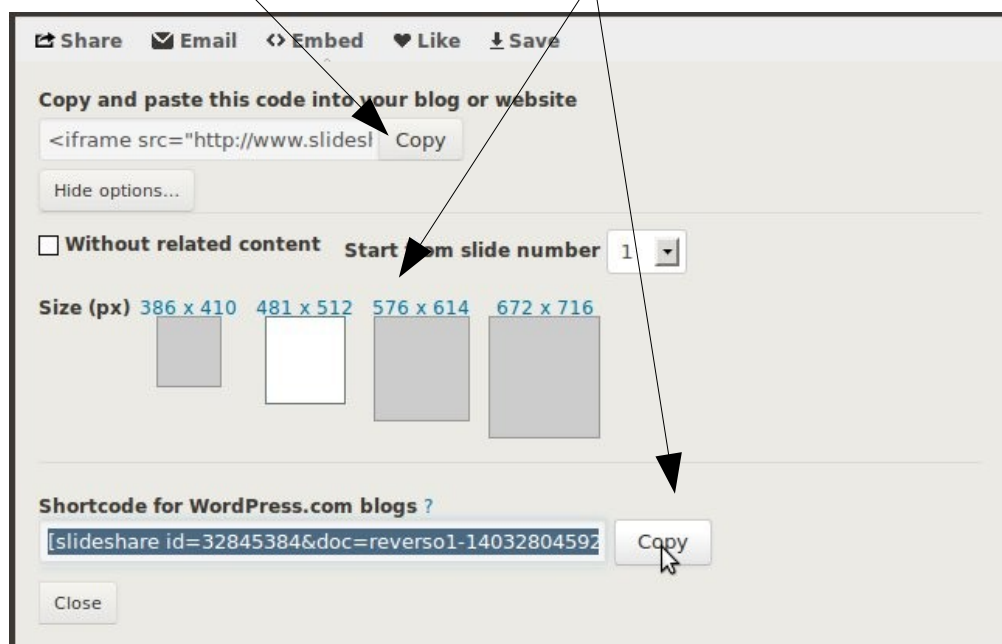 Share Email Embed Like Save
Copy and paste this code into your blog or website
<iframe src="http://www.slidesh Copy
Hide options...
Without related content Start from slide number 1
Size (px) 386 x 410 481 x 512 576 x 614 672 x 716
Shortcode for WordPress.com blogs ?
[slideshare id=32845384&doc=reverso1-14032804592 Copy
Close